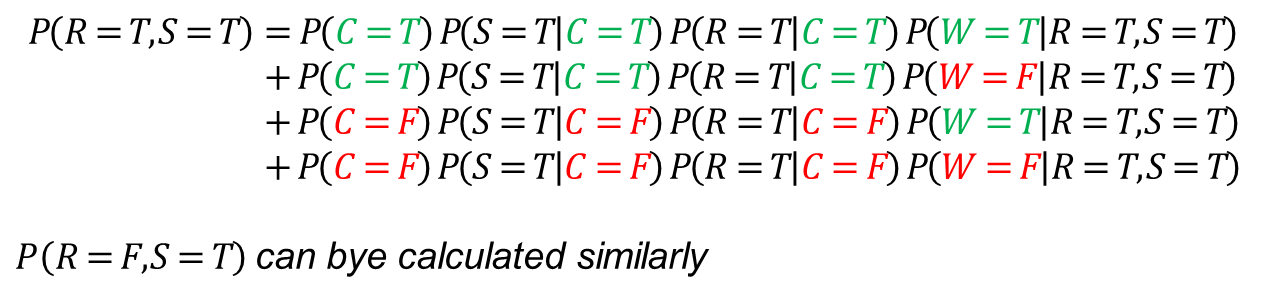 P(R = T,S = T) = P(C = T) P(S = T|C = T) P(R = T|C = T) P(W = T|R = T,S = T)
+ P(C = T) P(S = T|C = T) P(R = T|C = T) P(W = F|R = T,S = T)
+ P(C = F) P(S = T|C = F) P(R = T|C = F) P(W = T|R = T,S = T)
+ P(C = F) P(S = T|C = F) P(R = T|C = F) P(W = F|R = T,S = T)
P(R = F,S = T) can bye calculated similarly